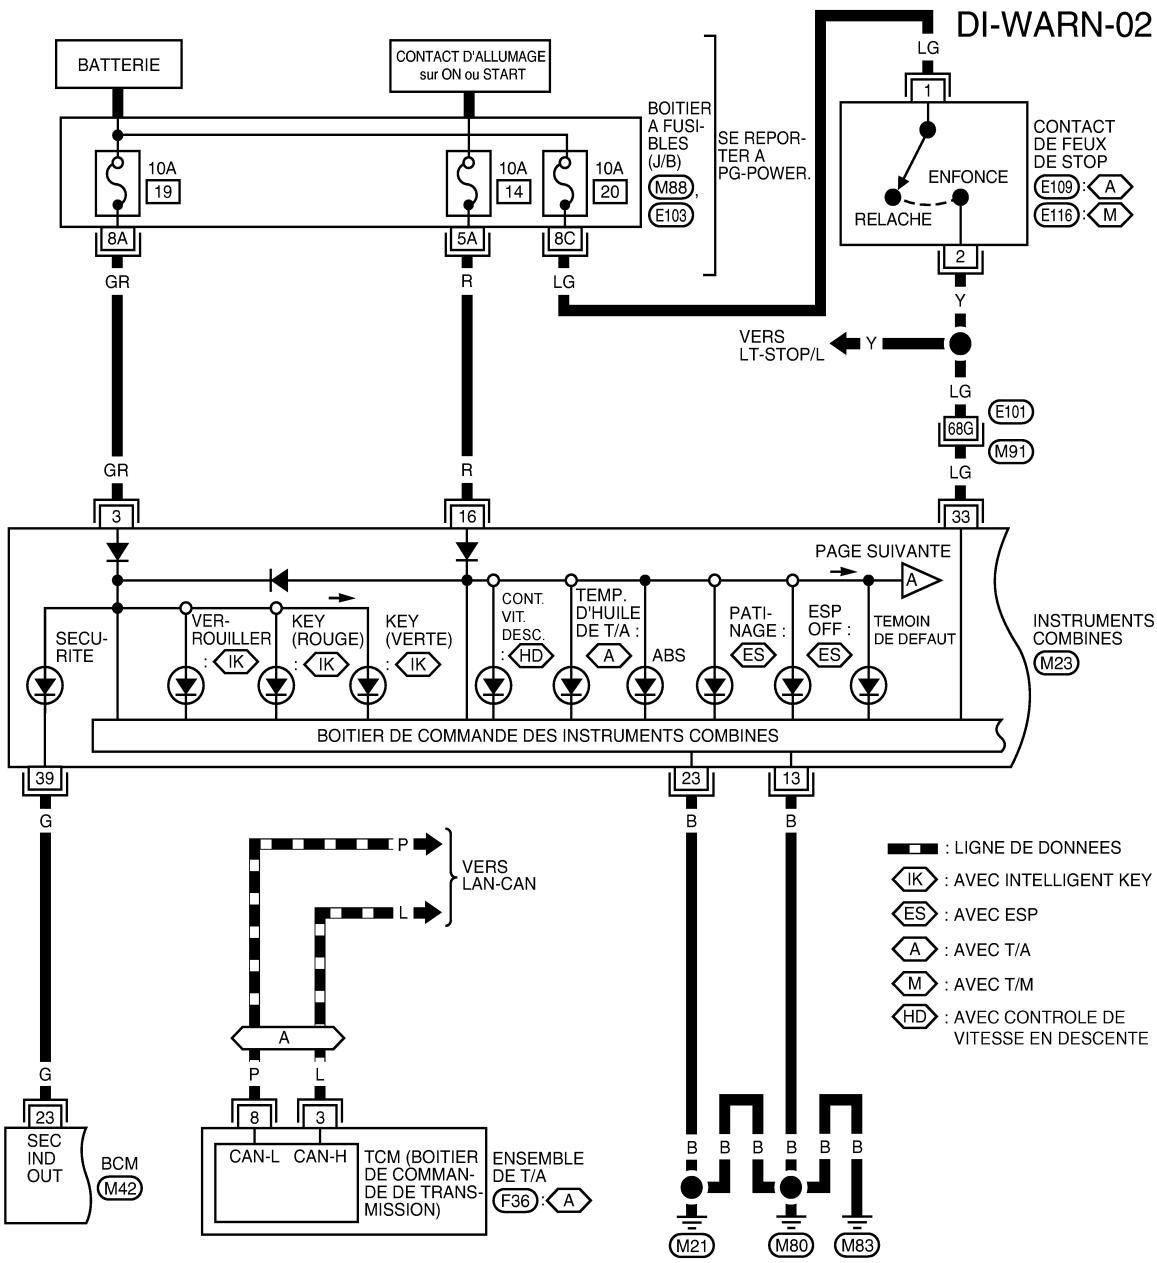 DI-WARN-02
BATTERIE
CONTACT D'ALLUMAGE
sur ON ou START
LG
1
BOITIER
A FUSI-
BLES
(J/B)
M88 ,
E103
SE REPOR-
TER A
PG-POWER.
10A
19
10A
14
10A
20
CONTACT
DE FEUX
DE STOP
E109 : A
E116 : M
ENFONCE
RELACHE
8A
5A
8C
2
GR
R
LG
Y
VERS
LT-STOP/L
Y
LG
E101
68G
M91
GR
R
LG
3
16
33
PAGE SUIVANTE
A
SECU-
RITE
VER-
ROUILLER
: IK
KEY
(ROUGE)
: IK
KEY
(VERTE)
: IK
CONT.
VIT.
DESC.
: HD
TEMP.
D'HUILE
DE T/A :
A
ABS
PATI-
NAGE :
ES
ESP
OFF :
ES
TEMOIN
DE DEFAUT
INSTRUMENTS
COMBINES
M23
BOITIER DE COMMANDE DES INSTRUMENTS COMBINES
39
23
13
G
B
B
P
L
VERS
LAN-CAN
: LIGNE DE DONNEES
IK : AVEC INTELLIGENT KEY
ES : AVEC ESP
A : AVEC T/A
M : AVEC T/M
HD : AVEC CONTROLE DE
VITESSE EN DESCENTE
A
G
P
L
23
8
3
SEC
IND
OUT
BCM
M42
CAN-L
CAN-H
TCM (BOITIER
DE COMMAN-
DE DE TRANS-
MISSION)
ENSEMBLE
DE T/A
F36 : A
B
B
B
B
B
B
M21
M80
M83